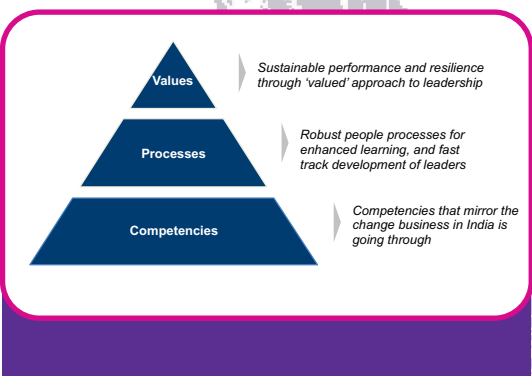 Values
Sustainable performance and resilience
through ‘valued’ approach to leadership
Processes
Robust people processes for
enhanced learning, and fast
track development of leaders
Competencies
Competencies that mirror the
change business in India is
going through